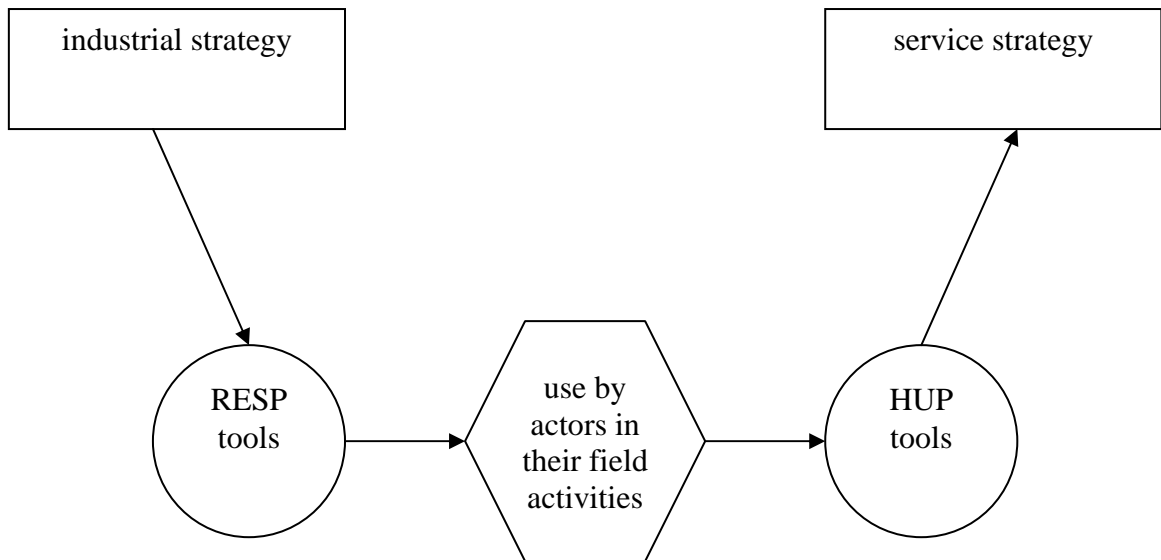 industrial strategy
service strategy
RESP
tools
use by
actors in
their field
activities
HUP
tools